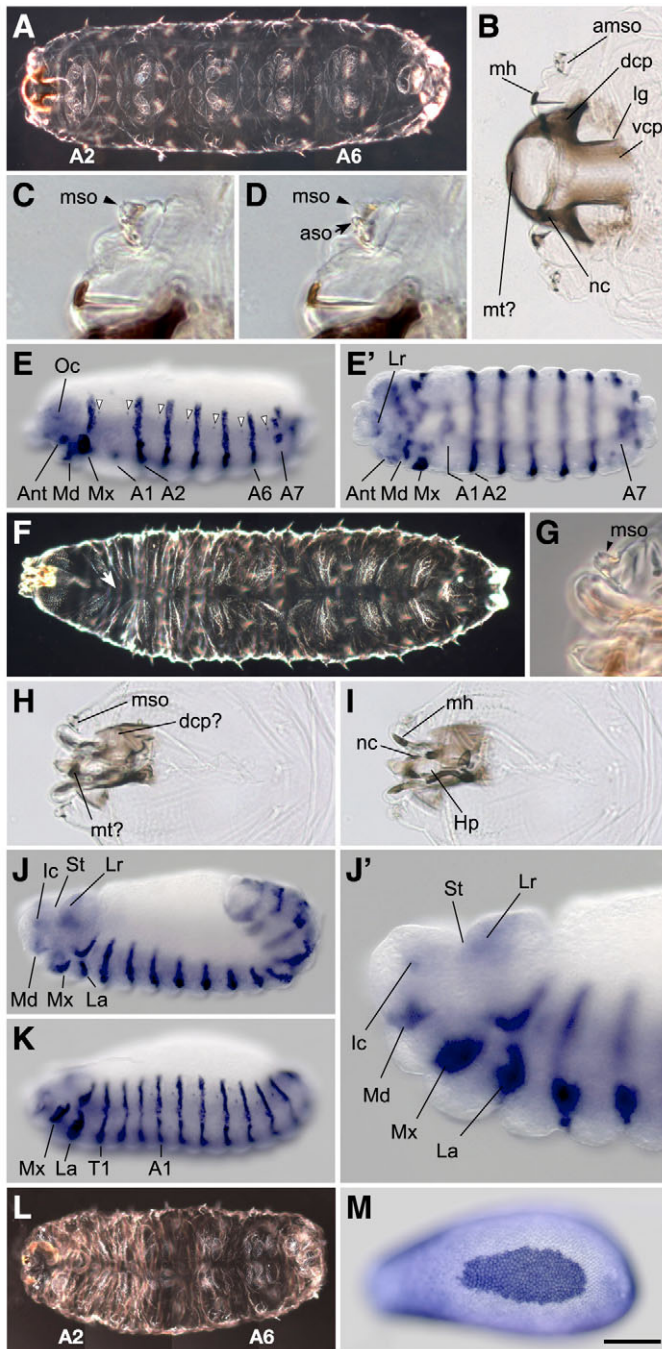 A
A2 A6
B
amso
mh
dcp
lg
vcp
mt?
nc
C
mso
D
mso
aso
E
Oc
Ant Md Mx A1 A2 A6 A7
E'
Lr
Ant Md Mx A1 A2 A7
F
G
mso
H
mso
dcp?
mt?
I
mh
nc
Hp
J
Ic St Lr
Md Mx La
J'
St Lr
Ic
Md
Mx
La
K
Mx La T1 A1
L
A2 A6
M